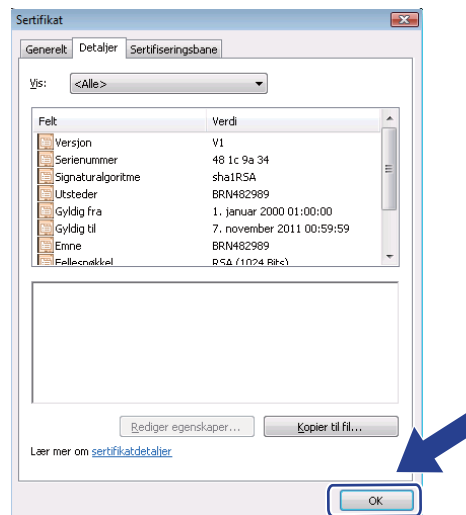 Sertifikat
Generelt Detaljer Sertifiseringsbane
Vis: <Alle>
Felt Verdi
Versjon V1
Serienummer 48 1c 9a 34
Signaturalgoritme sha1RSA
Utsteder BRN482989
Gyldig fra 1. januar 2000 01:00:00
Gyldig til 7. november 2011 00:59:59
Emne BRN482989
Fellesnøkkel RSA (1024 Bits)
Rediger egenskaper... Kopier til fil...
Lær mer om sertifikatdetaljer
OK